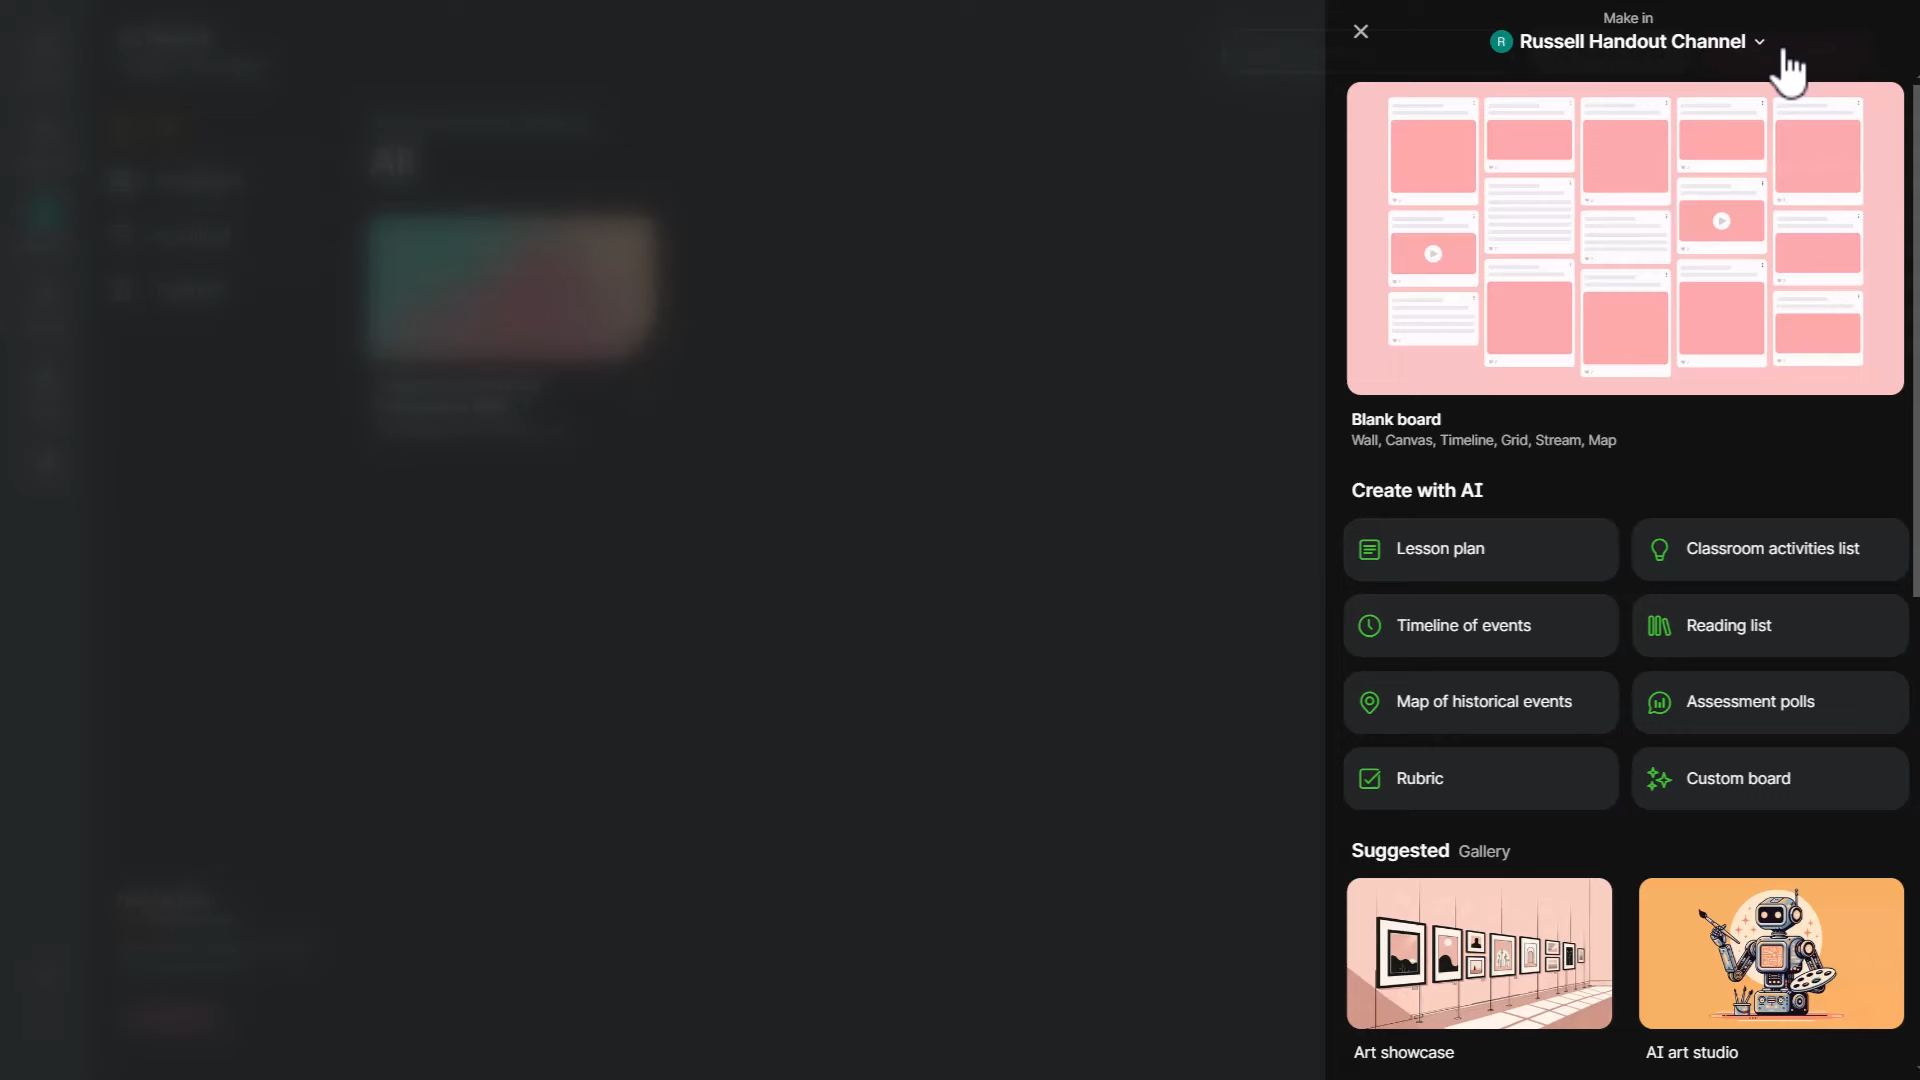 Make in
R Russell Handout Channel
Blank board
Wall, Canvas, Timeline, Grid, Stream, Map
Create with AI
Lesson plan
Classroom activities list
Timeline of events
Reading list
Map of historical events
Assessment polls
Rubric
Custom board
Suggested Gallery
Art showcase
AI art studio